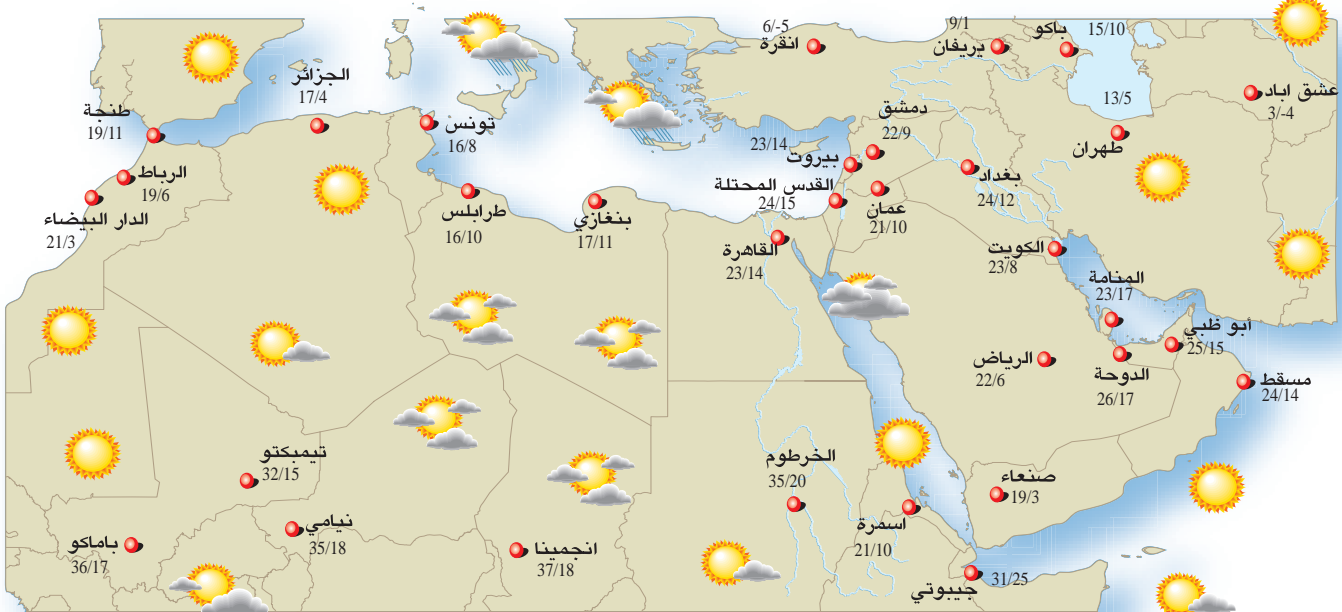 6/-5
انقرة
9/1
يريفان
باكو
15/10
عشق اباد
3/-4
13/5
طهران
الجزائر
17/4
طنجة
19/11
الرباط
19/6
الدار البيضاء
21/3
تونس
16/8
طرابلس
16/10
بنغازي
17/11
دمشق
22/9
23/14
بيروت
القدس المحتلة
24/15
عمان
21/10
بغداد
24/12
القاهرة
23/14
الكويت
23/8
المنامة
23/17
أبو ظبي
25/15
الرياض
22/6
الدوحة
26/17
مسقط
24/14
تيمبكتو
32/15
الخرطوم
35/20
صنعاء
19/3
نيامي
35/18
باماكو
36/17
انجمينا
37/18
اسمرة
21/10
31/25
جيبوتي